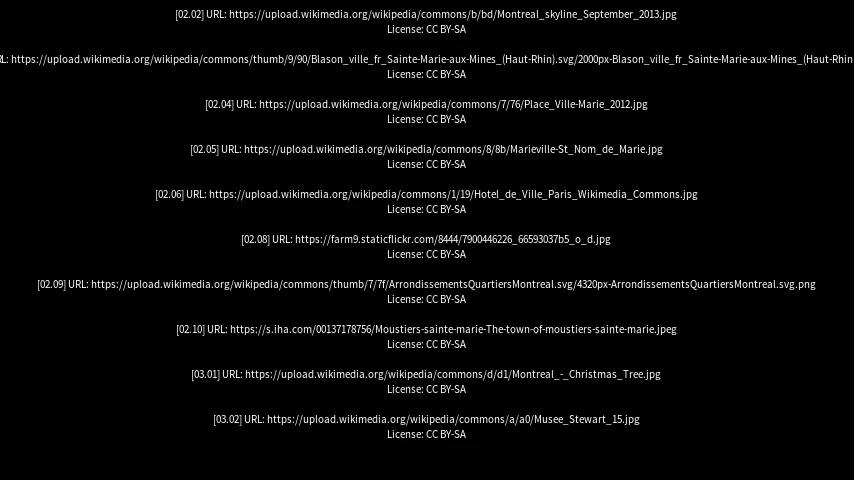 [02.02] URL: https://upload.wikimedia.org/wikipedia/commons/b/bd/Montreal_skyline_September_2013.jpg
License: CC BY-SA
L: https://upload.wikimedia.org/wikipedia/commons/thumb/9/90/Blason_ville_fr_Sainte-Marie-aux-Mines_(Haut-Rhin).svg/2000px-Blason_ville_fr_Sainte-Marie-aux-Mines_(Haut-Rhin
License: CC BY-SA
[02.04] URL: https://upload.wikimedia.org/wikipedia/commons/7/76/Place_Ville-Marie_2012.jpg
License: CC BY-SA
[02.05] URL: https://upload.wikimedia.org/wikipedia/commons/8/8b/Marieville-St_Nom_de_Marie.jpg
License: CC BY-SA
[02.06] URL: https://upload.wikimedia.org/wikipedia/commons/1/19/Hotel_de_Ville_Paris_Wikimedia_Commons.jpg
License: CC BY-SA
[02.08] URL: https://farm9.staticflickr.com/8444/7900446226_66593037b5_o_d.jpg
License: CC BY-SA
[02.09] URL: https://upload.wikimedia.org/wikipedia/commons/thumb/7/7f/ArrondissementsQuartiersMontreal.svg/4320px-ArrondissementsQuartiersMontreal.svg.png
License: CC BY-SA
[02.10] URL: https://s.iha.com/00137178756/Moustiers-sainte-marie-The-town-of-moustiers-sainte-marie.jpeg
License: CC BY-SA
[03.01] URL: https://upload.wikimedia.org/wikipedia/commons/d/d1/Montreal_-_Christmas_Tree.jpg
License: CC BY-SA
[03.02] URL: https://upload.wikimedia.org/wikipedia/commons/a/a0/Musee_Stewart_15.jpg
License: CC BY-SA